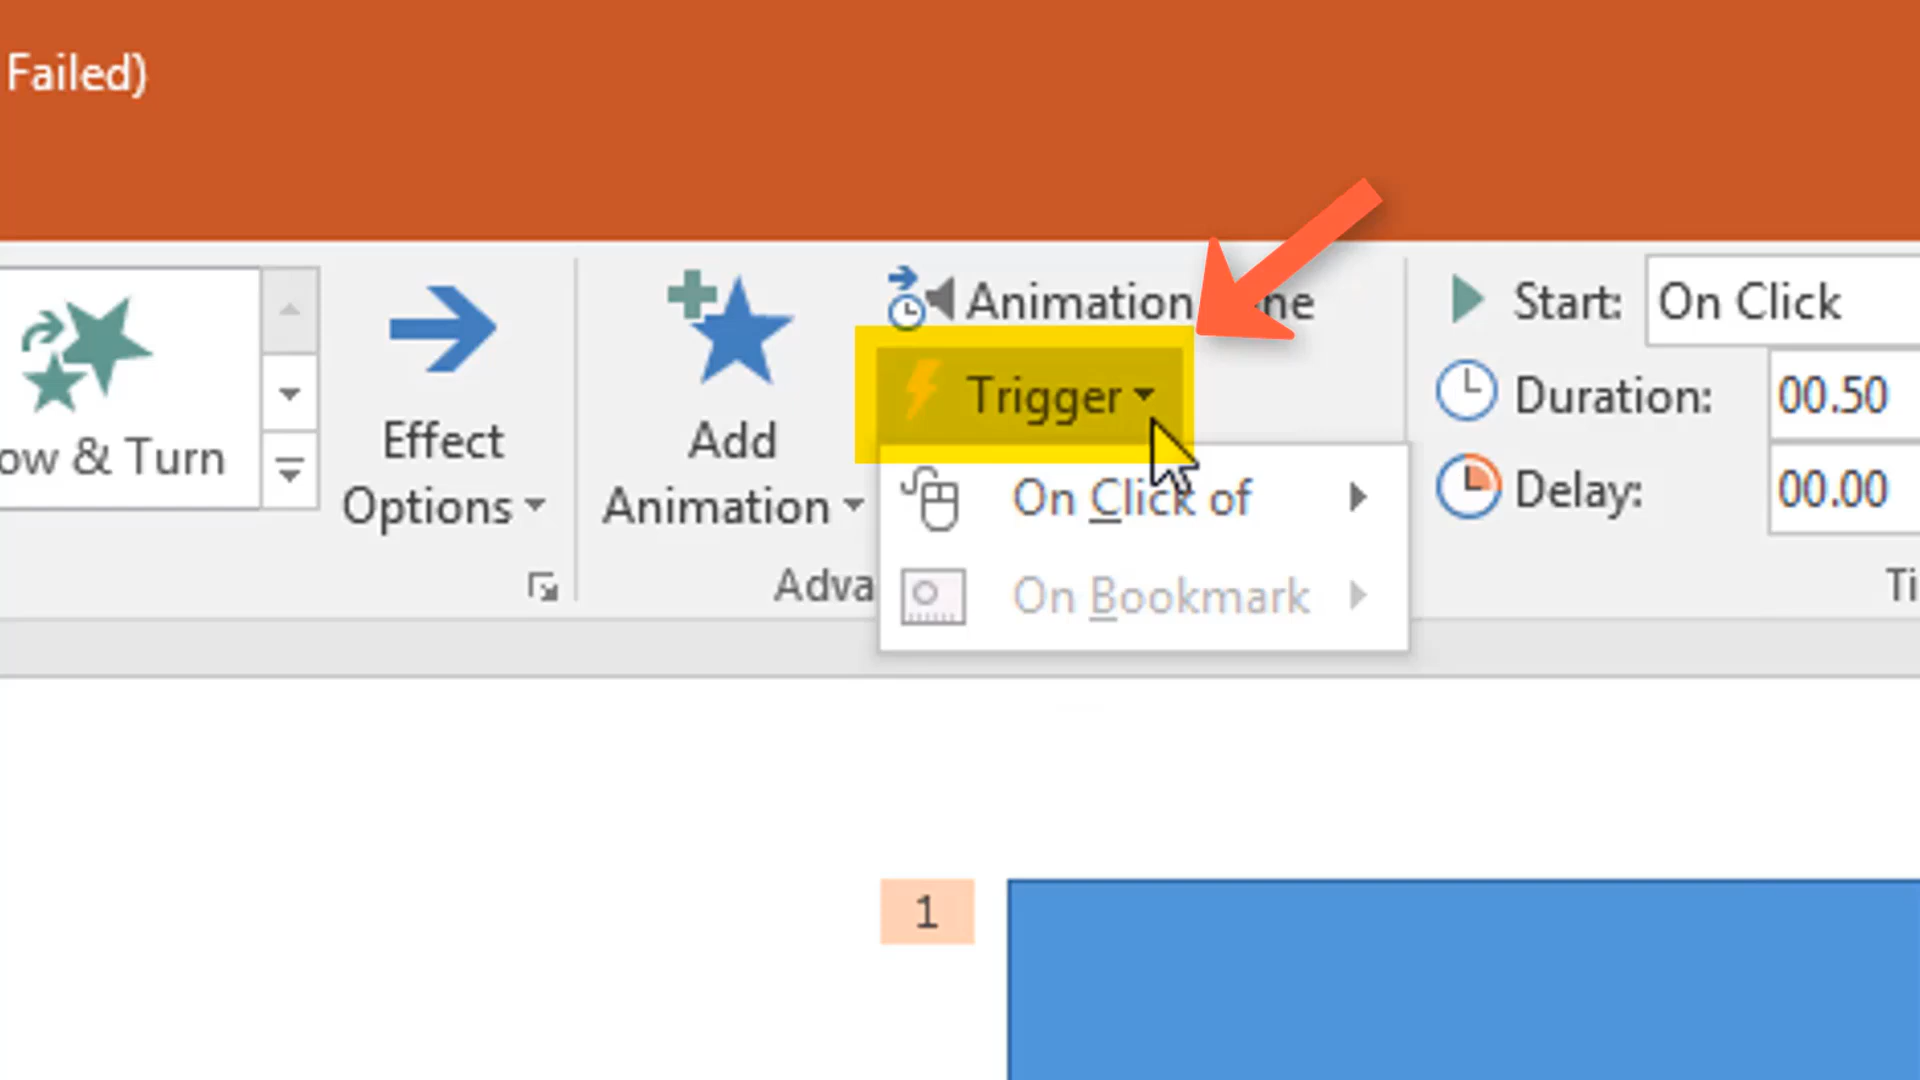 Failed)
ow & Turn
Effect
Options
Add
Animation
Animation ne
Trigger
On Click of
On Bookmark
Adva
Start: On Click
Duration: 00.50
Delay: 00.00
Ti
1